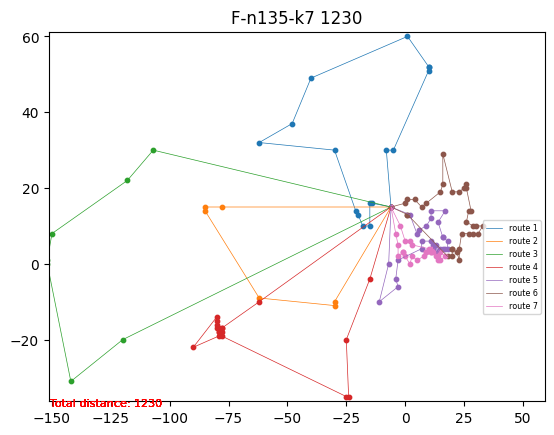 F-n135-k7 1230
60
40
20
0
−20
−150
−125
−100
−75
−50
−25
0
25
50
route 1
route 2
route 3
route 4
route 5
route 6
route 7
Total distance: 1230